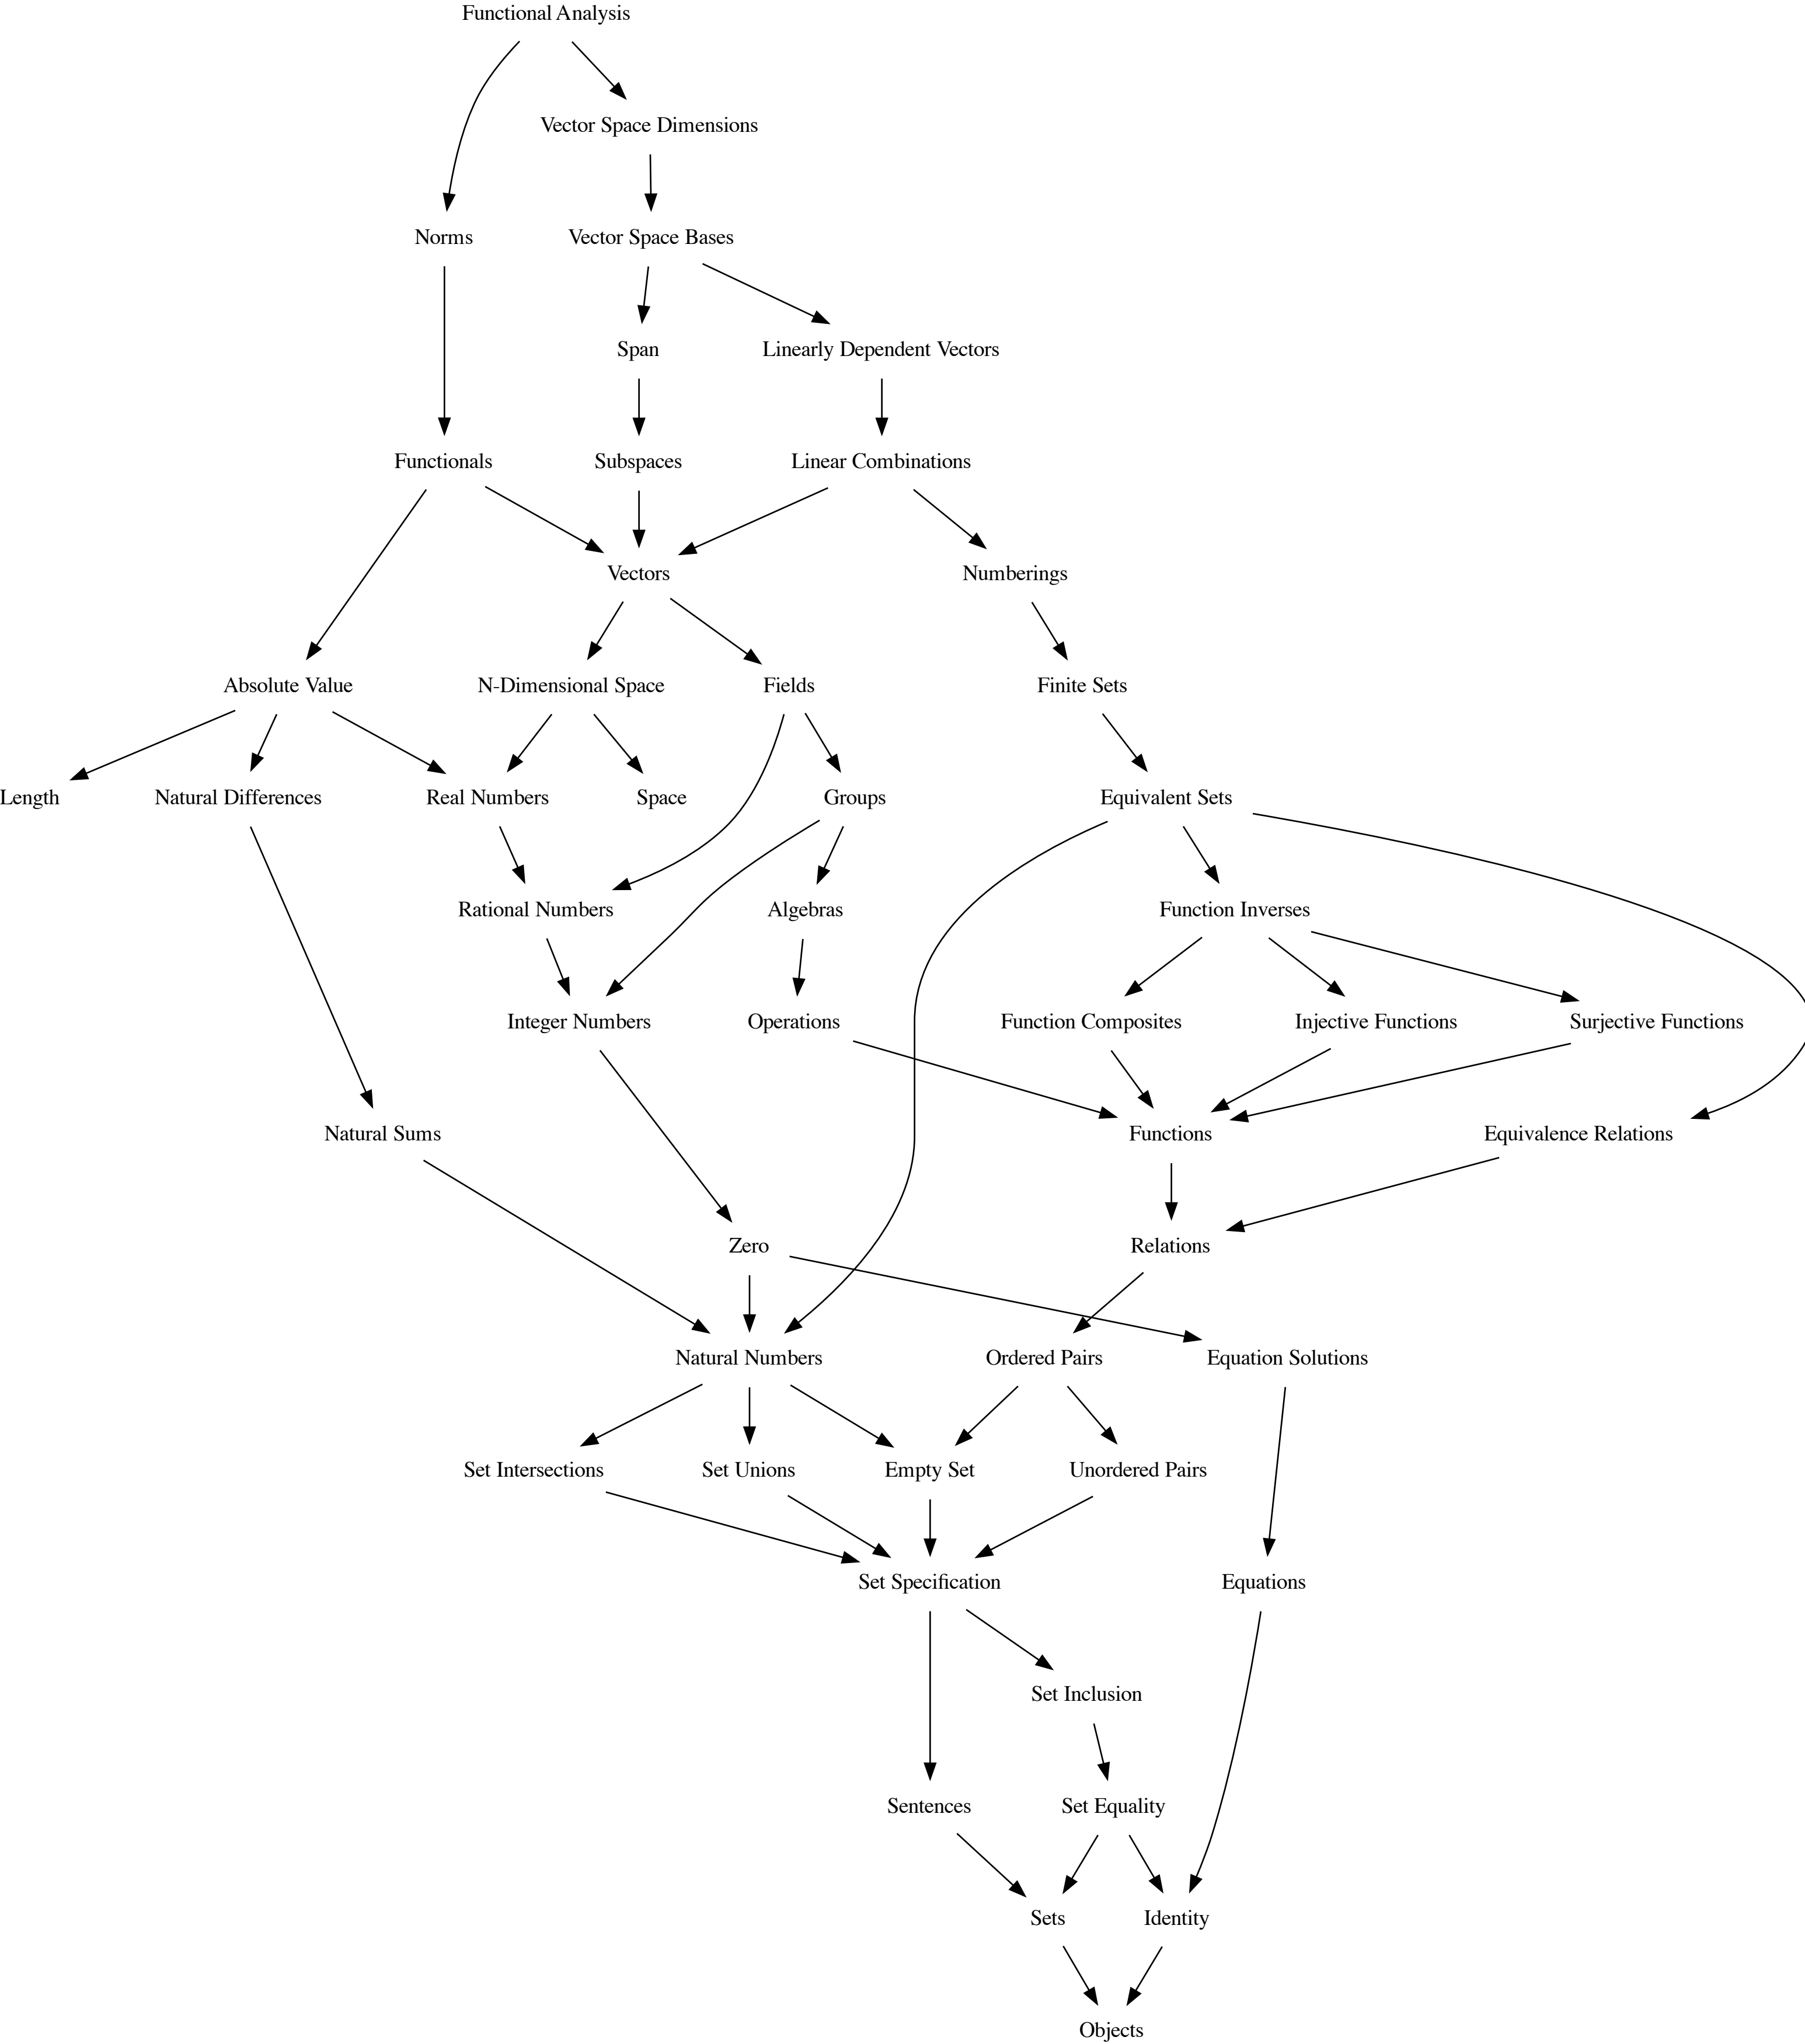 Functional Analysis
Vector Space Dimensions
Norms
Vector Space Bases
Span
Linearly Dependent Vectors
Functionals
Subspaces
Linear Combinations
Vectors
Numberings
Absolute Value
N-Dimensional Space
Fields
Finite Sets
Length
Natural Differences
Real Numbers
Space
Groups
Equivalent Sets
Rational Numbers
Algebras
Function Inverses
Integer Numbers
Operations
Function Composites
Injective Functions
Surjective Functions
Natural Sums
Functions
Equivalence Relations
Zero
Relations
Natural Numbers
Ordered Pairs
Equation Solutions
Set Intersections
Set Unions
Empty Set
Unordered Pairs
Set Specification
Equations
Set Inclusion
Sentences
Set Equality
Sets
Identity
Objects